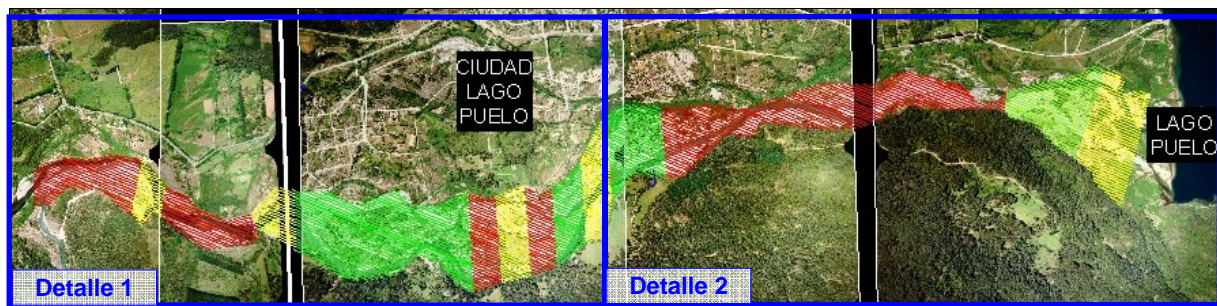 CIUDAD
LAGO
PUELO
Detalle 1
LAGO
PUELO
Detalle 2